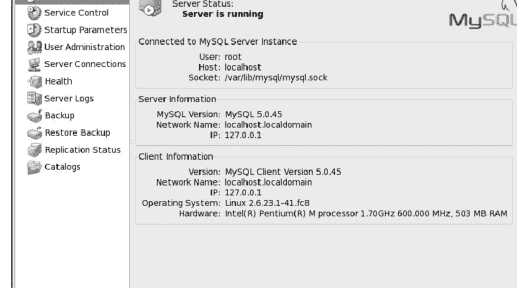 Service Control
Startup Parameters
User Administration
Server Connections
Health
Server Logs
Backup
Restore Backup
Replication Status
Catalogs
Server Status:
Server is running
MySQL
Connected to MySQL Server Instance
User: root
Host: localhost
Socket: /var/lib/mysql/mysql.sock
Server Information
MySQL Version: MySQL 5.0.45
Network Name: localhost.localdomain
IP: 127.0.0.1
Client Information
Version: MySQL Client Version 5.0.45
Network Name: localhost.localdomain
IP: 127.0.0.1
Operating System: Linux 2.6.23.1-41.fc8
Hardware: Intel(R) Pentium(R) M processor 1.70GHz 600.000 MHz, 503 MB RAM